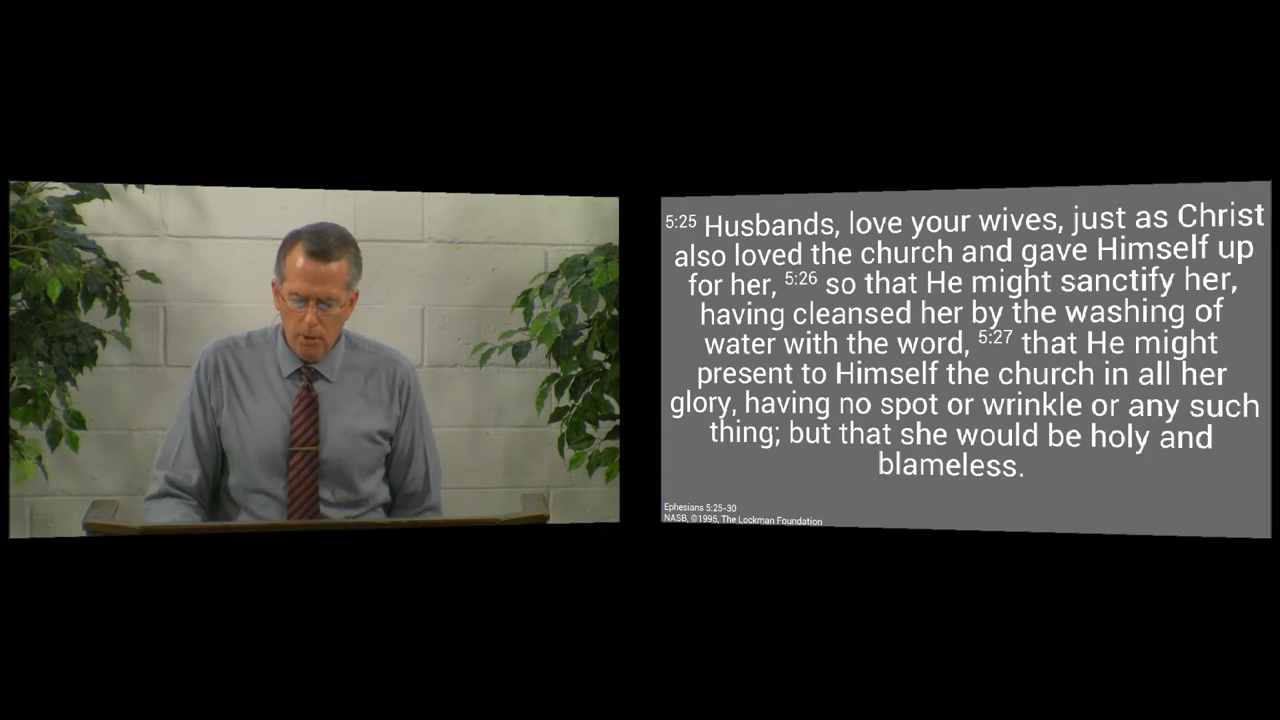 5:25 Husbands, love your wives, just as Christ
also loved the church and gave Himself up
for her, 5:26 so that He might sanctify her,
having cleansed her by the washing of
water with the word, 5:27 that He might
present to Himself the church in all her
glory, having no spot or wrinkle or any such
thing; but that she would be holy and
blameless.
Ephesians 5:25-30
NASB, ©1995, The Lockman Foundation